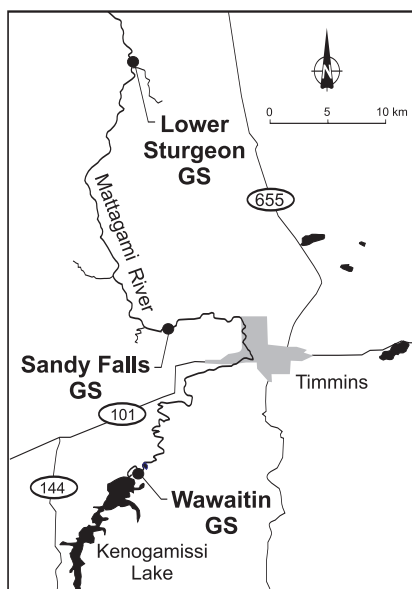 N
0 5 10 km
Lower
Sturgeon
GS
655
Mattagami River
Sandy Falls
GS
Timmins
101
144
Wawaitin
GS
Kenogamissi
Lake